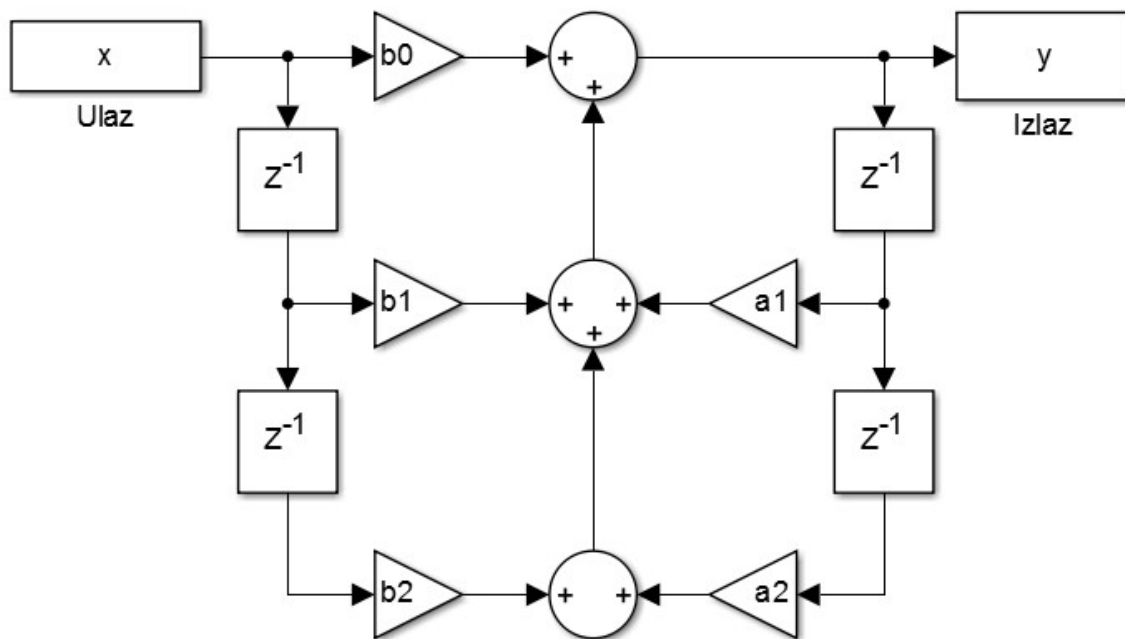 x
b0
+
+
y
Ulaz
Izlaz
z⁻¹
z⁻¹
b1
+
+
+
a1
z⁻¹
z⁻¹
b2
+
+
a2